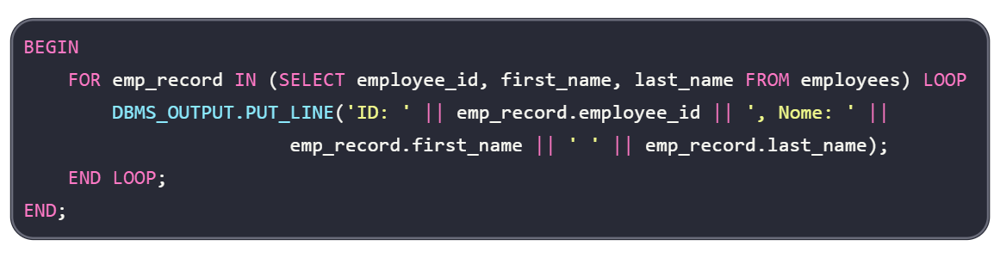 BEGIN
    FOR emp_record IN (SELECT employee_id, first_name, last_name FROM employees) LOOP
        DBMS_OUTPUT.PUT_LINE('ID: ' || emp_record.employee_id || ', Nome: ' ||
                        emp_record.first_name || ' ' || emp_record.last_name);
    END LOOP;
END;